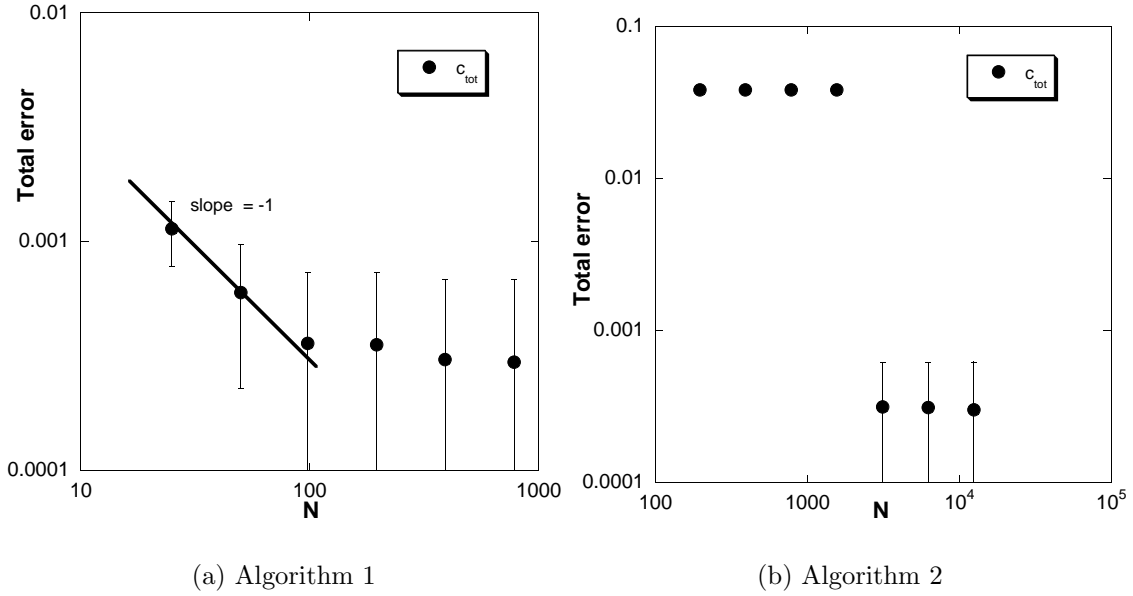 0.01
0.001
0.0001
Total error
c_tot
slope = -1
10
100
1000
N
(a) Algorithm 1
0.1
0.01
0.001
0.0001
Total error
c_tot
100
1000
10^4
10^5
N
(b) Algorithm 2